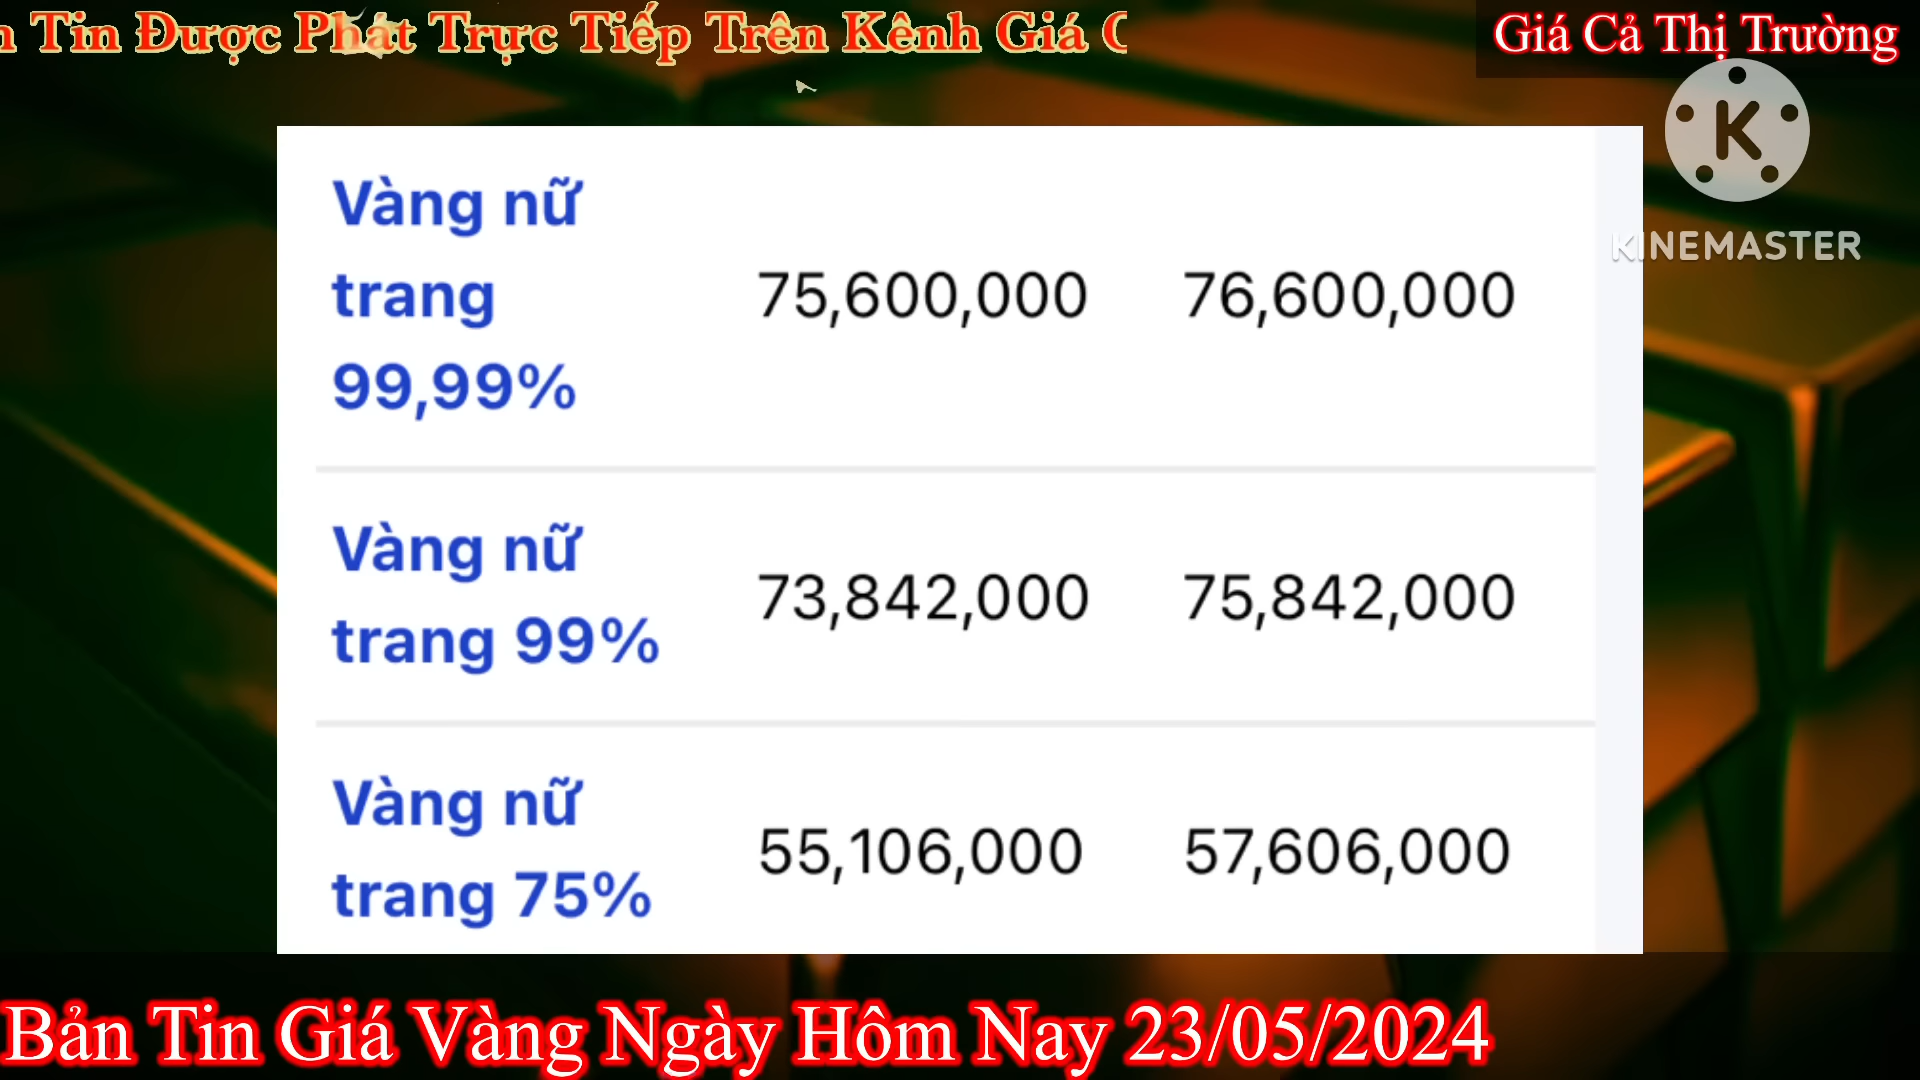 Tin Được Phát Trực Tiếp Trên Kênh Giá
Giá Cả Thị Trường
KINEMASTER
Vàng nữ
trang
99,99%
75,600,000 76,600,000
Vàng nữ
trang 99%
73,842,000 75,842,000
Vàng nữ
trang 75%
55,106,000 57,606,000
Bản Tin Giá Vàng Ngày Hôm Nay 23/05/2024